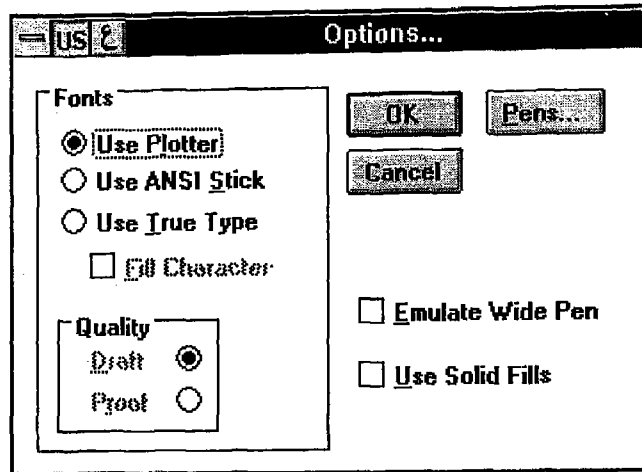 US ع Options...
Fonts
Use Plotter
Use ANSI Stick
Use True Type
Fill Character
Quality
Draft
Proof
OK
Pens...
Cancel
Emulate Wide Pen
Use Solid Fills